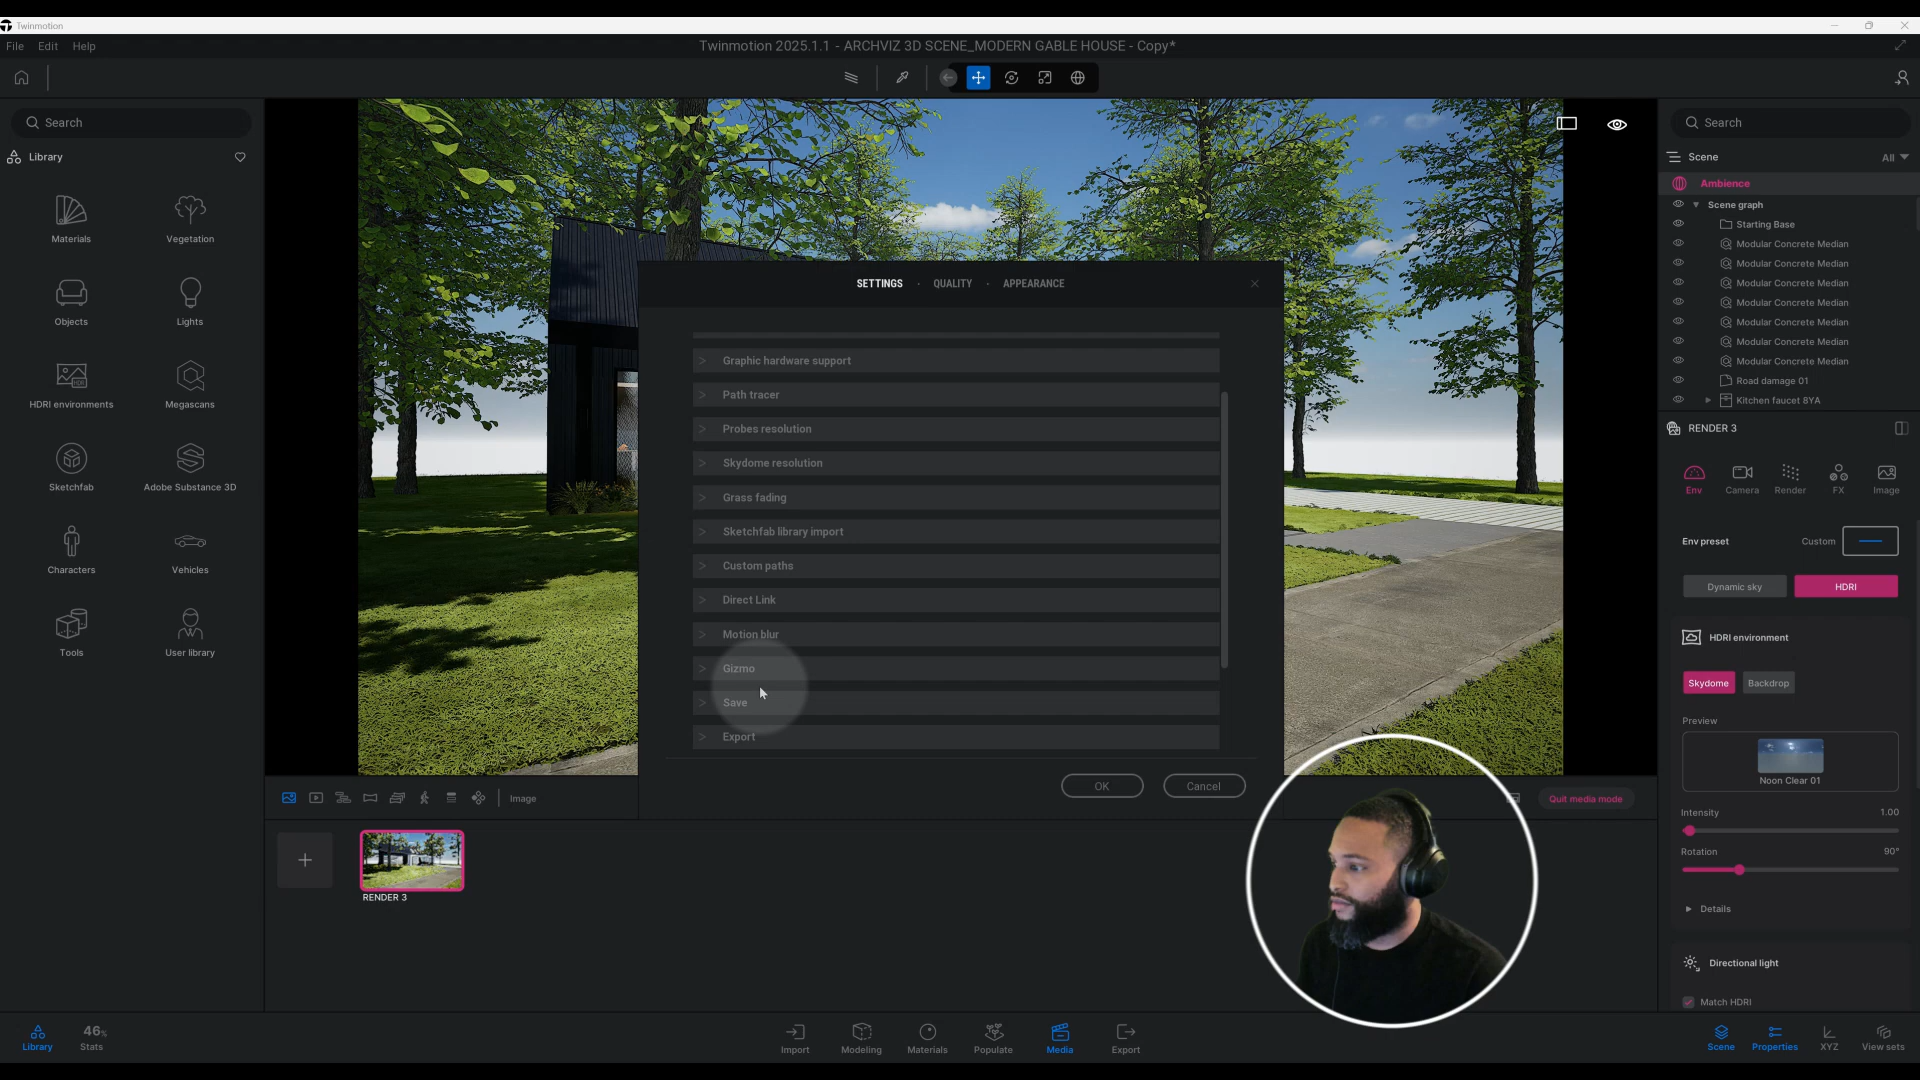 Twinmotion
File Edit Help
Twinmotion 2025.1.1 - ARCHVIZ 3D SCENE_MODERN GABLE HOUSE - Copy*
Search
Library
Materials
Vegetation
Objects
Lights
HDRI environments
Megascans
Sketchfab
Adobe Substance 3D
Characters
Vehicles
Tools
User library
SETTINGS · QUALITY · APPEARANCE
Graphic hardware support
Path tracer
Probes resolution
Skydome resolution
Grass fading
Sketchfab library import
Custom paths
Direct Link
Motion blur
Gizmo
Save
Export
OK
Cancel
Image
Quit media mode
RENDER 3
Search
Scene
All
Ambience
Scene graph
Starting Base
Modular Concrete Median
Modular Concrete Median
Modular Concrete Median
Modular Concrete Median
Modular Concrete Median
Modular Concrete Median
Modular Concrete Median
Road damage 01
Kitchen faucet 8YA
RENDER 3
Env
Camera
Render
FX
Image
Env preset
Custom
Dynamic sky
HDRI
HDRI
HDRI environment
Skydome
Backdrop
Preview
Noon Clear 01
Intensity 1.00
Rotation 90°
Details
Directional light
Match HDRI
Library
46%
Stats
Import
Modeling
Materials
Populate
Media
Export
Scene
Properties
XYZ
View sets